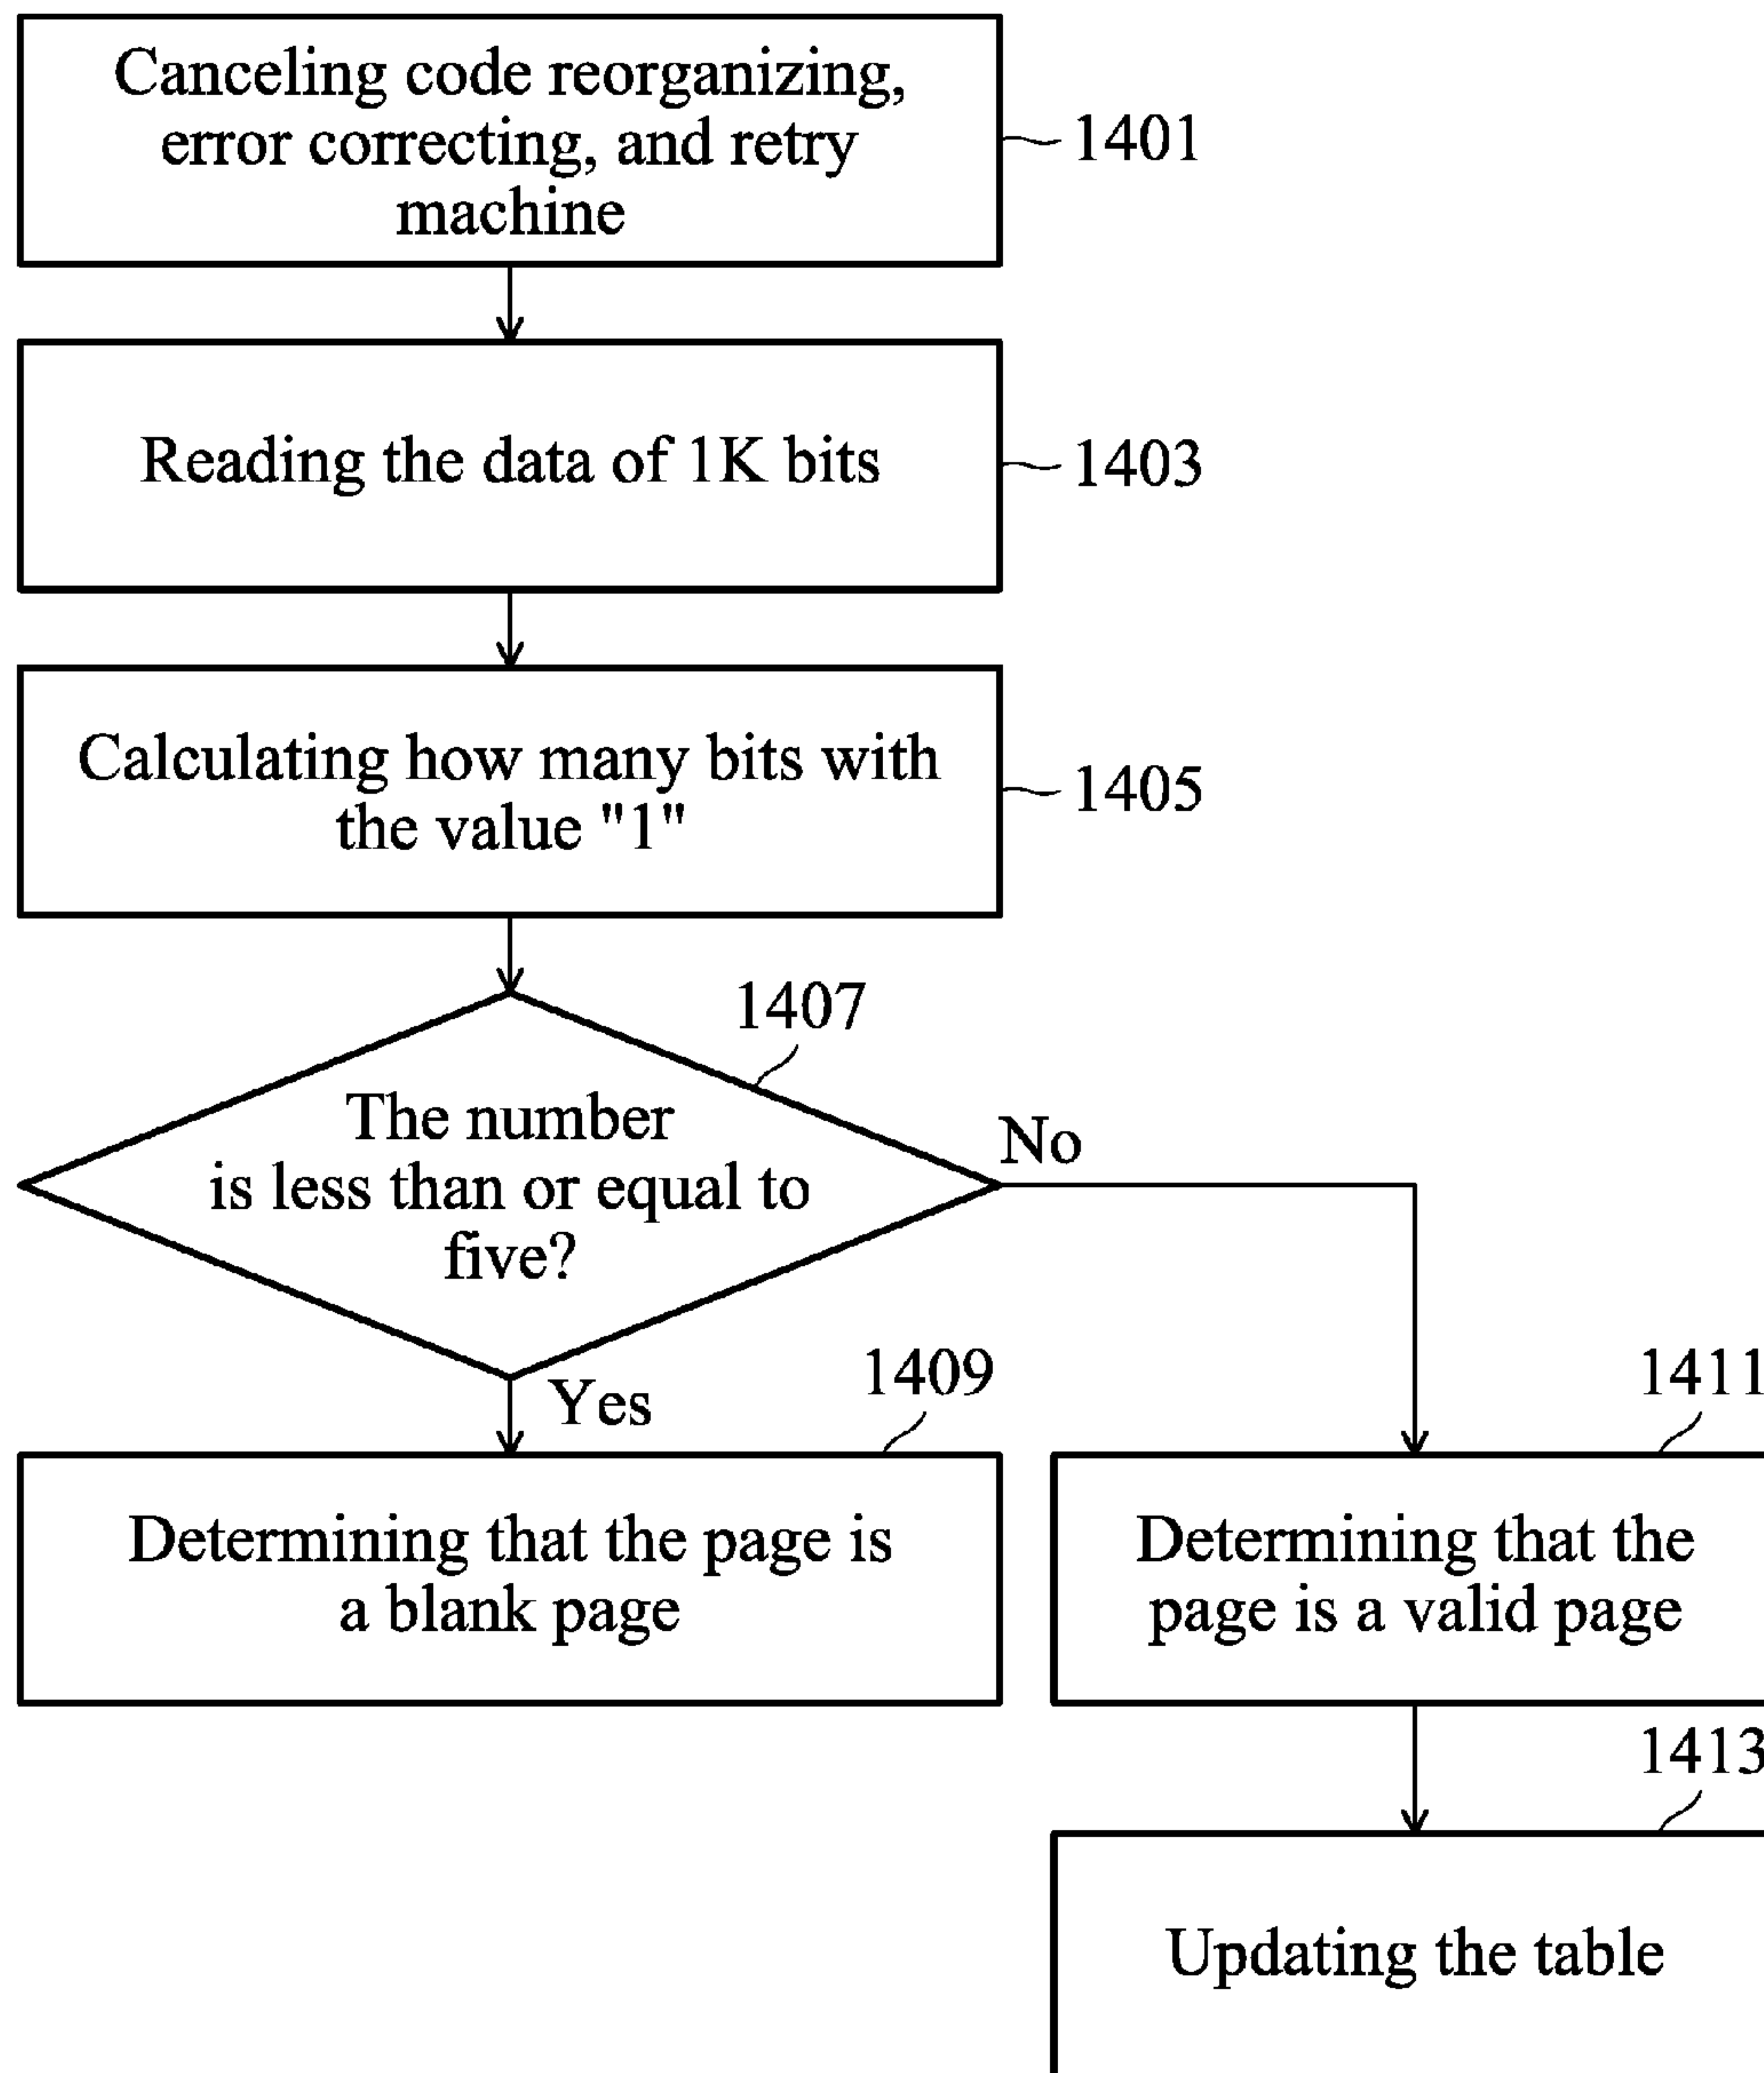 Canceling code reorganizing,
error correcting, and retry
machine
1401
Reading the data of 1K bits
1403
Calculating how many bits with
the value "1"
1405
1407
The number
is less than or equal to
five?
No
Yes
1409
1411
Determining that the page is
a blank page
Determining that the
page is a valid page
1413
Updating the table